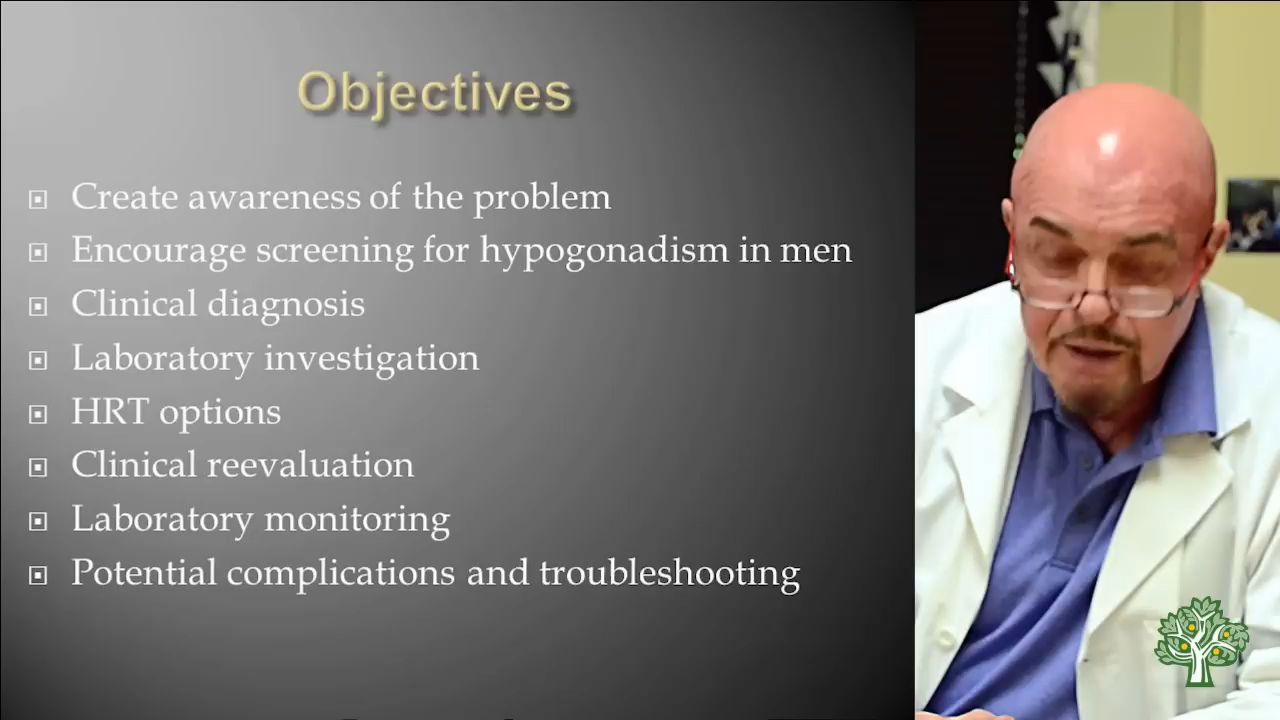 Objectives
Create awareness of the problem
Encourage screening for hypogonadism in men
Clinical diagnosis
Laboratory investigation
HRT options
Clinical reevaluation
Laboratory monitoring
Potential complications and troubleshooting